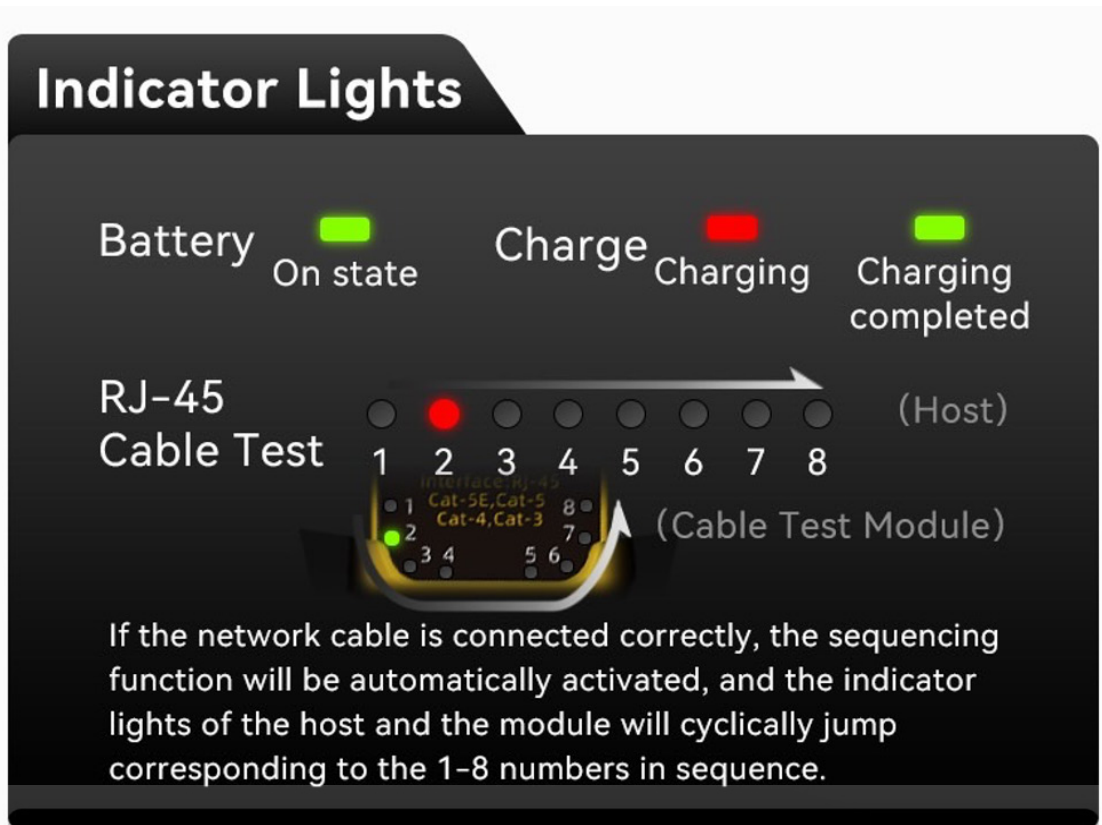 Indicator Lights
Battery
On state
Charge
Charging
Charging
completed
RJ-45
Cable Test
1 2 3 4 5 6 7 8
(Host)
Interface:RJ-45
Cat-5E,Cat-5
Cat-4,Cat-3
1
2
3 4
5 6
7
8
(Cable Test Module)
If the network cable is connected correctly, the sequencing
function will be automatically activated, and the indicator
lights of the host and the module will cyclically jump
corresponding to the 1-8 numbers in sequence.